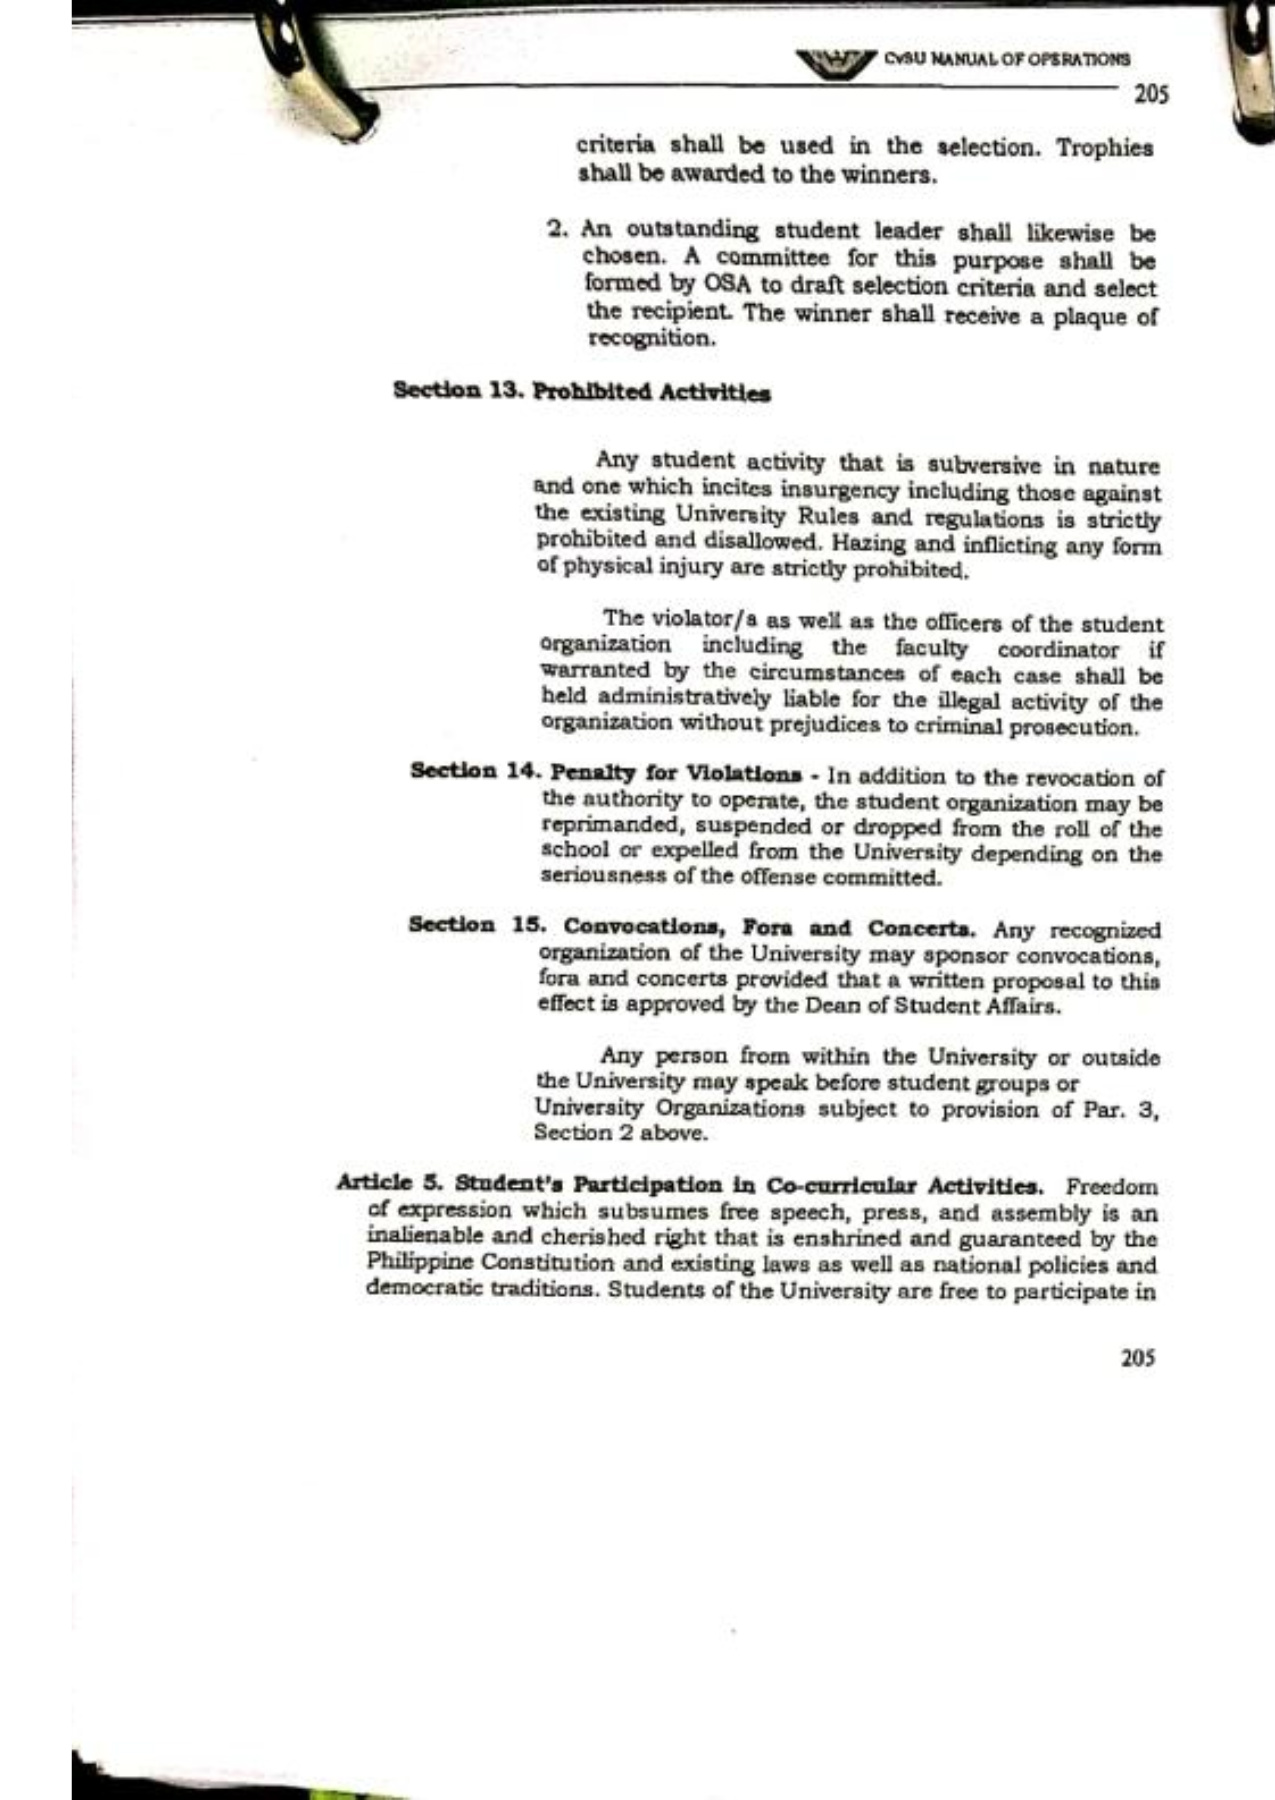 CvSU MANUAL OF OPERATIONS
205
criteria shall be used in the selection. Trophies
shall be awarded to the winners.
2. An outstanding student leader shall likewise be
chosen. A committee for this purpose shall be
formed by OSA to draft selection criteria and select
the recipient. The winner shall receive a plaque of
recognition.
Section 13. Prohibited Activities
Any student activity that is subversive in nature
and one which incites insurgency including those against
the existing University Rules and regulations is strictly
prohibited and disallowed. Hazing and inflicting any form
of physical injury are strictly prohibited.
The violator/s as well as the officers of the student
organization including the faculty coordinator if
warranted by the circumstances of each case shall be
held administratively liable for the illegal activity of the
organization without prejudices to criminal prosecution.
Section 14. Penalty for Violations - In addition to the revocation of
the authority to operate, the student organization may be
reprimanded, suspended or dropped from the roll of the
school or expelled from the University depending on the
seriousness of the offense committed.
Section 15. Convocations, Fora and Concerts. Any recognized
organization of the University may sponsor convocations,
fora and concerts provided that a written proposal to this
effect is approved by the Dean of Student Affairs.
Any person from within the University or outside
the University may speak before student groups or
University Organizations subject to provision of Par. 3,
Section 2 above.
Article 5. Student's Participation in Co-curricular Activities. Freedom
of expression which subsumes free speech, press, and assembly is an
inalienable and cherished right that is enshrined and guaranteed by the
Philippine Constitution and existing laws as well as national policies and
democratic traditions. Students of the University are free to participate in
205